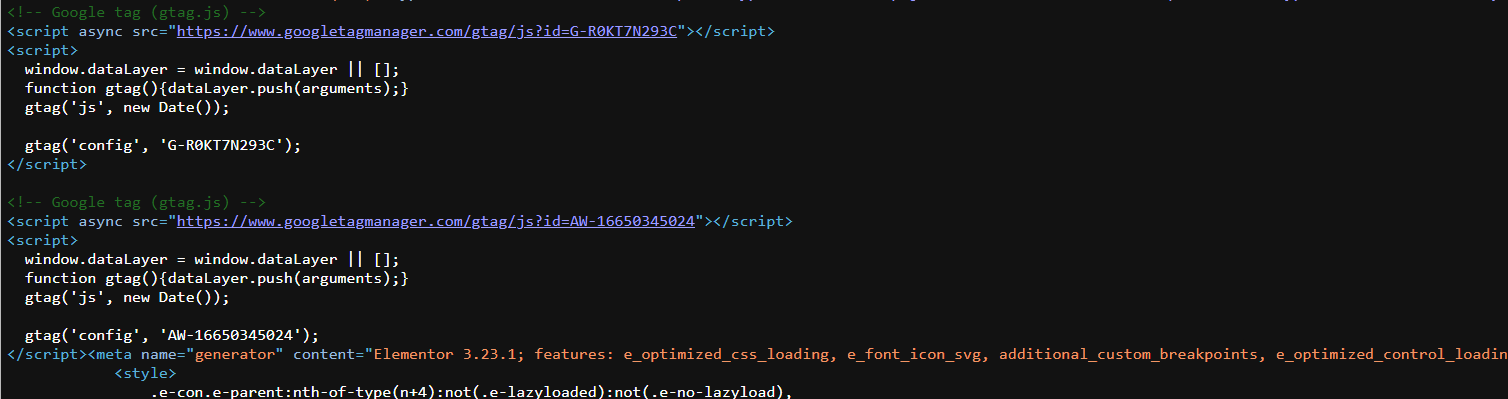 <!-- Google tag (gtag.js) -->
<script async src="https://www.googletagmanager.com/gtag/js?id=G-R0KT7N293C"></script>
<script>
  window.dataLayer = window.dataLayer || [];
  function gtag(){dataLayer.push(arguments);}
  gtag('js', new Date());

  gtag('config', 'G-R0KT7N293C');
</script>

<!-- Google tag (gtag.js) -->
<script async src="https://www.googletagmanager.com/gtag/js?id=AW-16650345024"></script>
<script>
  window.dataLayer = window.dataLayer || [];
  function gtag(){dataLayer.push(arguments);}
  gtag('js', new Date());

  gtag('config', 'AW-16650345024');
</script><meta name="generator" content="Elementor 3.23.1; features: e_optimized_css_loading, e_font_icon_svg, additional_custom_breakpoints, e_optimized_control_loadin
            <style>
                .e-con.e-parent:nth-of-type(n+4):not(.e-lazyloaded):not(.e-no-lazyload),